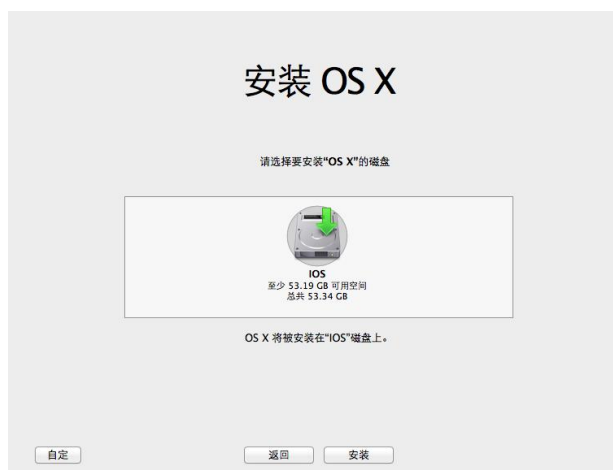 安装 OS X
请选择要安装“OS X”的磁盘
IOS
至少 53.19 GB 可用空间
总共 53.34 GB
OS X 将被安装在“IOS”磁盘上。
自定 返回 安装